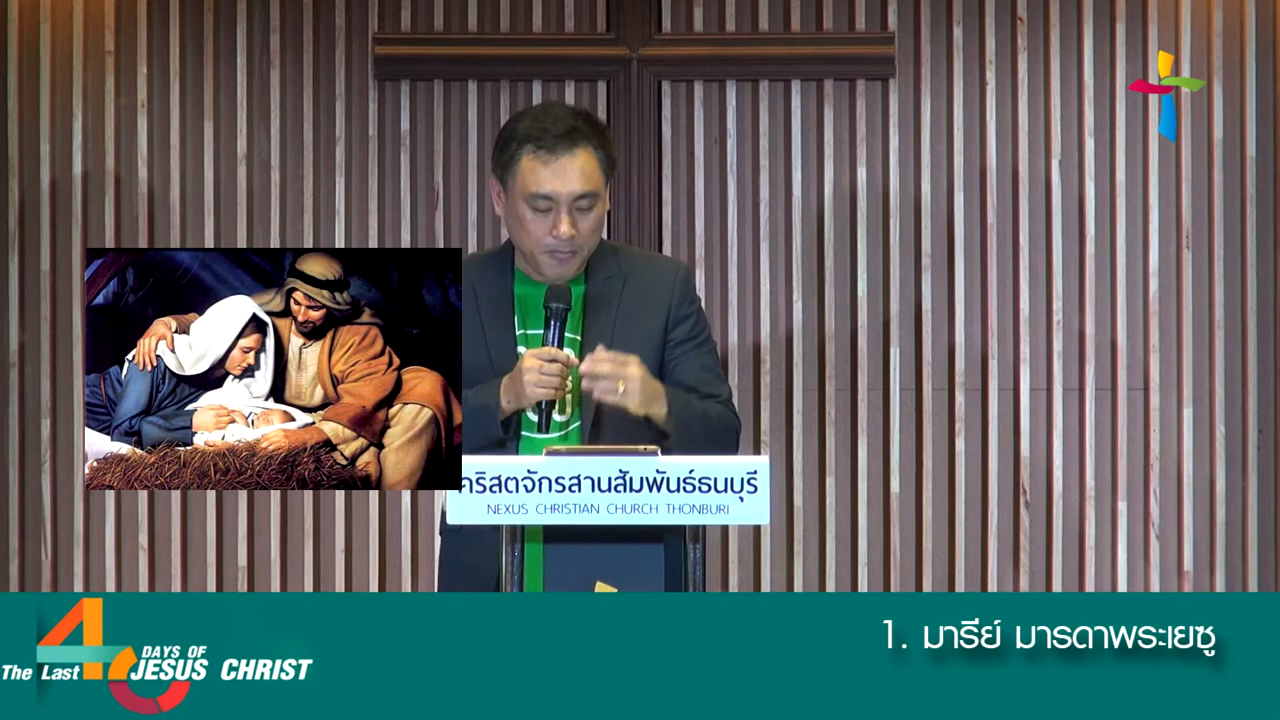 คริสตจักรสานสัมพันธ์ธนบุรี
NEXUS CHRISTIAN CHURCH THONBURI
The Last 40 DAYS OF
JESUS CHRIST
1. มารีย์ มารดาพระเยซู